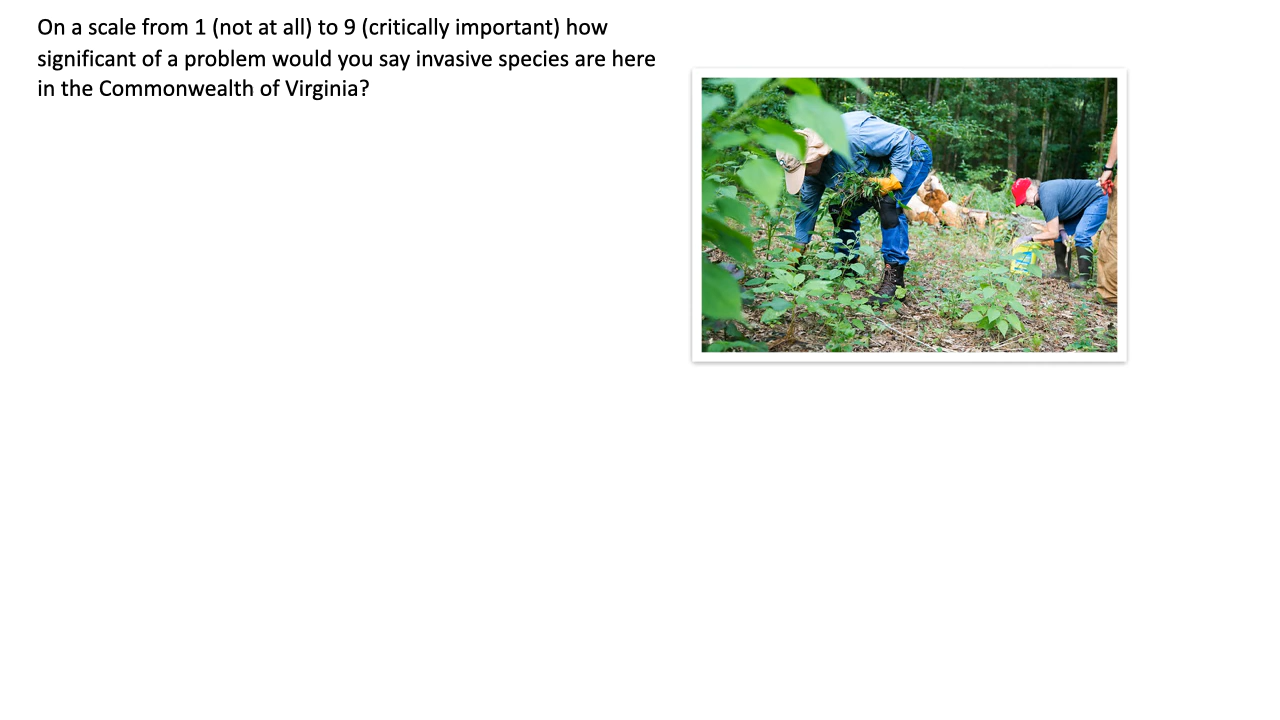 On a scale from 1 (not at all) to 9 (critically important) how
significant of a problem would you say invasive species are here
in the Commonwealth of Virginia?